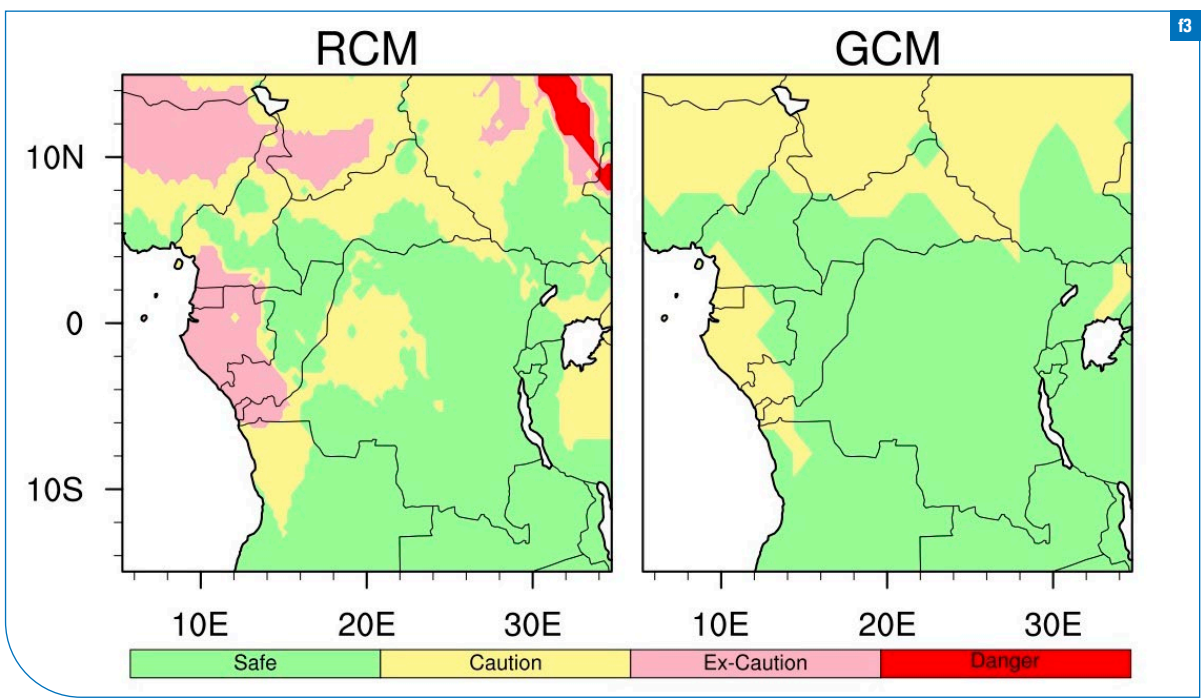 f3
RCM GCM
10N
0
10S
10E 20E 30E 10E 20E 30E
Safe Caution Ex-Caution Danger